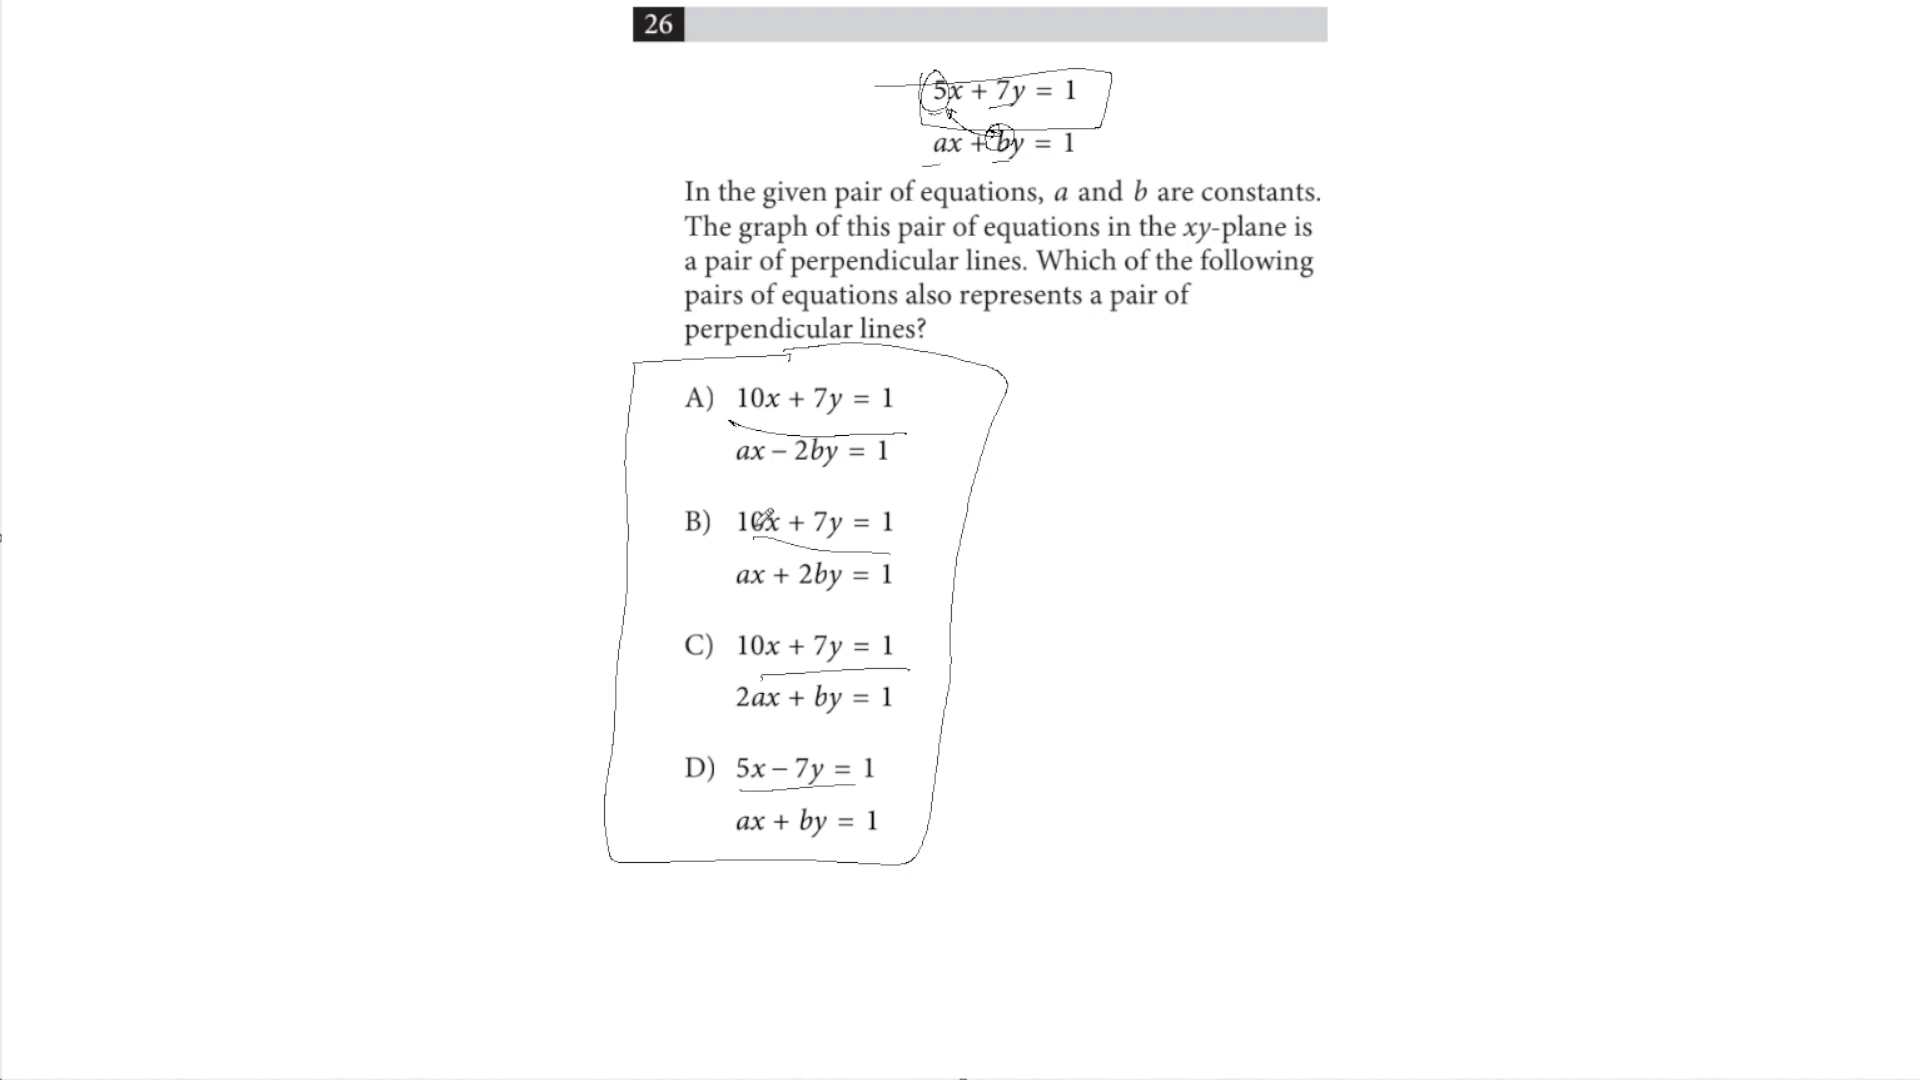 26
5x + 7y = 1
ax + by = 1
In the given pair of equations, a and b are constants.
The graph of this pair of equations in the xy-plane is
a pair of perpendicular lines. Which of the following
pairs of equations also represents a pair of
perpendicular lines?
A) 10x + 7y = 1
ax – 2by = 1
B) 10x + 7y = 1
ax + 2by = 1
C) 10x + 7y = 1
2ax + by = 1
D) 5x – 7y = 1
ax + by = 1